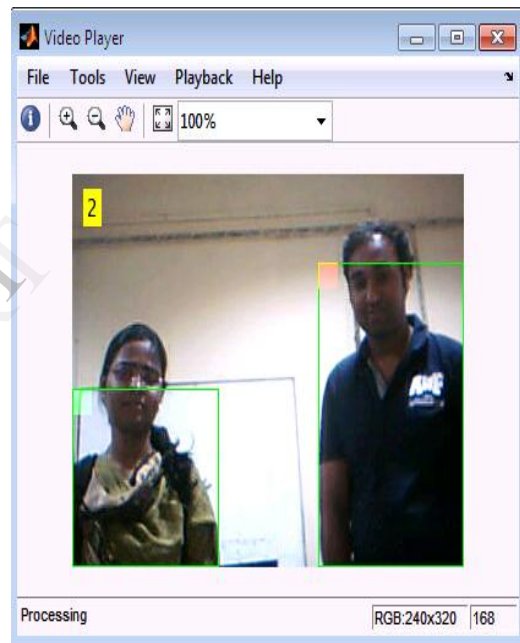 Video Player
File Tools View Playback Help
100%
2
Processing
RGB:240x320 168